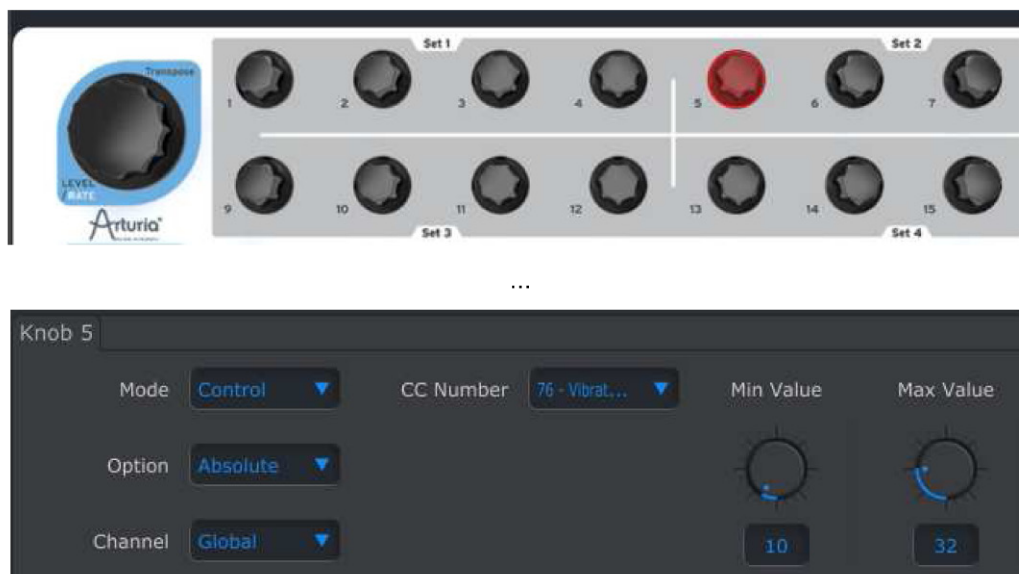 Set 1 Set 2
Transpose
1 2 3 4 5 6 7
LEVEL
/ RATE
9 10 11 12 13 14 15
Arturia
Set 3 Set 4
...
Knob 5
Mode Control CC Number 76 - Vibrat... Min Value Max Value
Option Absolute
Channel Global 10 32